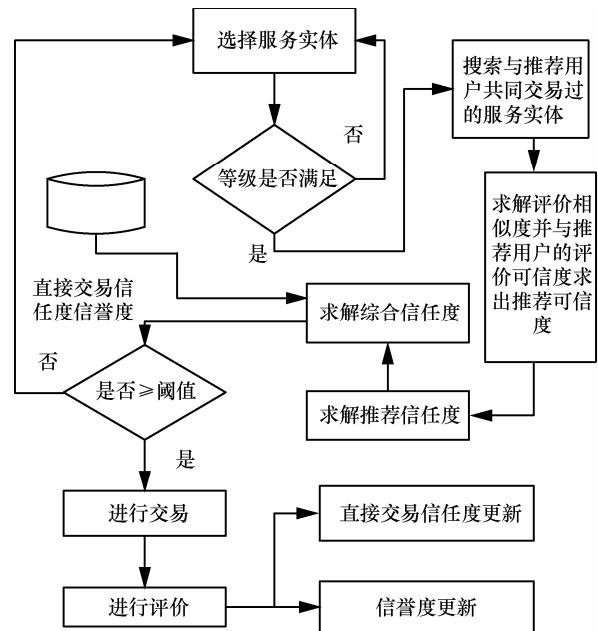 选择服务实体
否
等级是否满足
是
搜索与推荐用
户共同交易过
的服务实体
求解评价相
似度并与推
荐用户的评
价可信度求
出推荐可信
度
直接交易信
任度信誉度
求解综合信任度
否
是否≥阈值
求解推荐信任度
是
进行交易
直接交易信任度更新
进行评价
信誉度更新